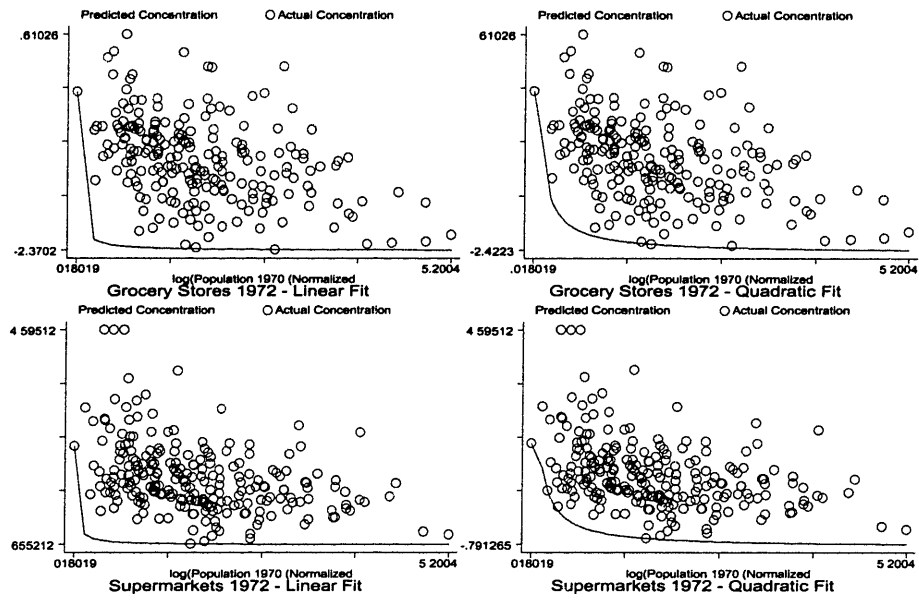 Predicted Concentration   O Actual Concentration
.61026
-2.3702
018019   5.2004
log(Population 1970 (Normalized
Grocery Stores 1972 - Linear Fit
Predicted Concentration   O Actual Concentration
61026
-2.4223
.018019   5 2004
log(Population 1970 (Normalized
Grocery Stores 1972 - Quadratic Fit
Predicted Concentration   O Actual Concentration
4 59512
655212
018019   5 2004
log(Population 1970 (Normalized
Supermarkets 1972 - Linear Fit
Predicted Concentration   O Actual Concentration
4 59512
-.791265
018019   5 2004
log(Population 1970 (Normalized
Supermarkets 1972 - Quadratic Fit